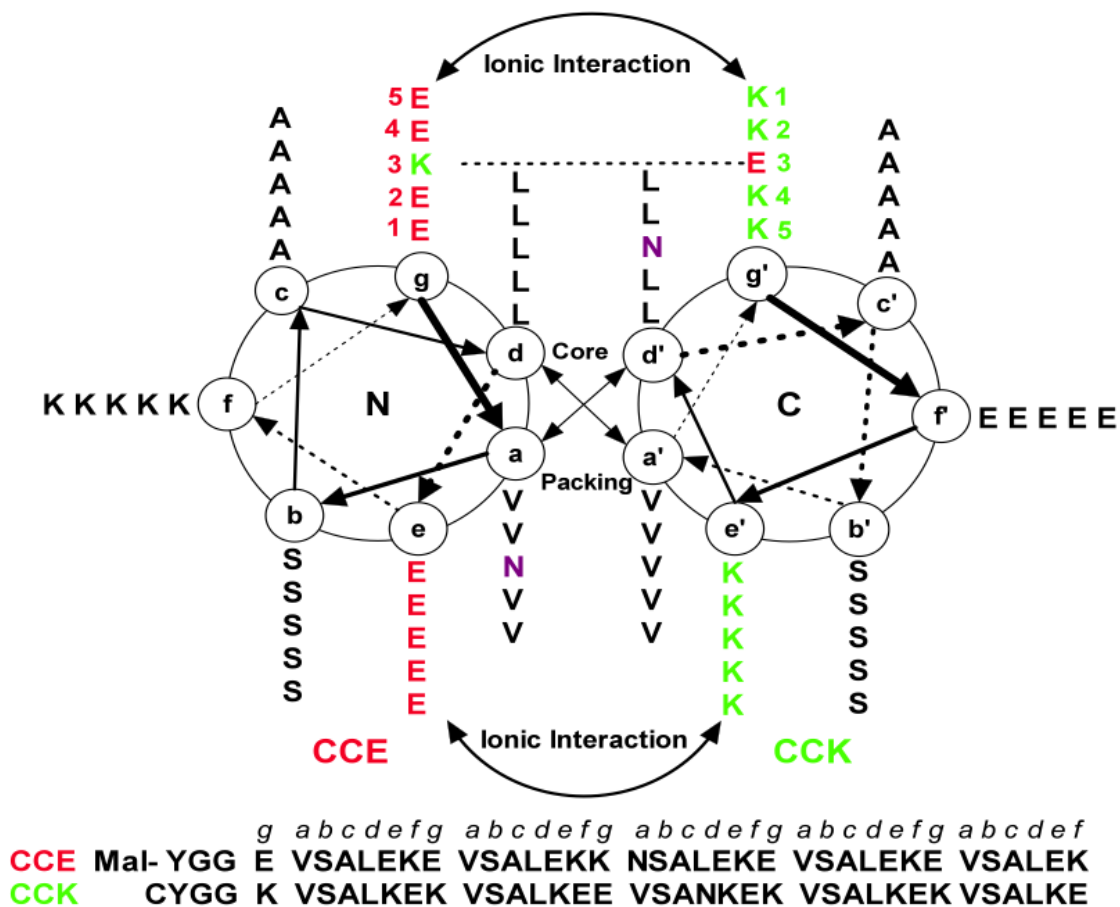 Ionic Interaction
A A A A A
5 E
4 E
3 K
2 E
1 E
L L L L L
L L N L L
K 1
K 2
E 3
K 4
K 5
A A A A A
c
g
d
Core
d'
g'
c'
K K K K K
f
N
C
f'
E E E E E
a
Packing
a'
b
e
e'
b'
S S S S S
E E E E E
V V N V V
V V V V V
K K K K K
S S S S S
CCE
Ionic Interaction
CCK
g a b c d e f g a b c d e f g a b c d e f g a b c d e f g a b c d e f
CCE Mal- YGG E VSALEKE VSALEKK NSALEKE VSALEKE VSALEK
CCK CYGG K VSALKEK VSALKEE VSANKEK VSALKEK VSALKE